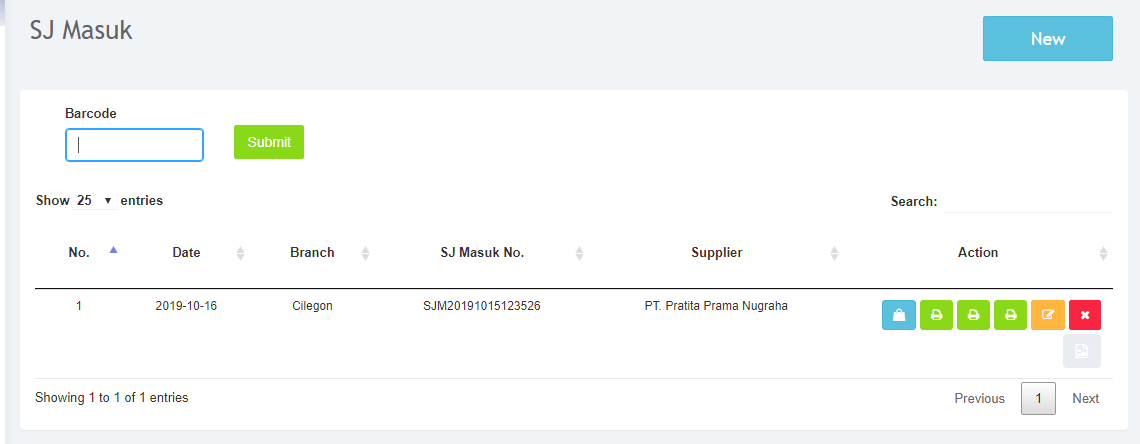 SJ Masuk
New
Barcode
Submit
Show 25 entries
Search:
No. Date Branch SJ Masuk No. Supplier Action
1 2019-10-16 Cilegon SJM20191015123526 PT. Pratita Prama Nugraha
Showing 1 to 1 of 1 entries
Previous 1 Next